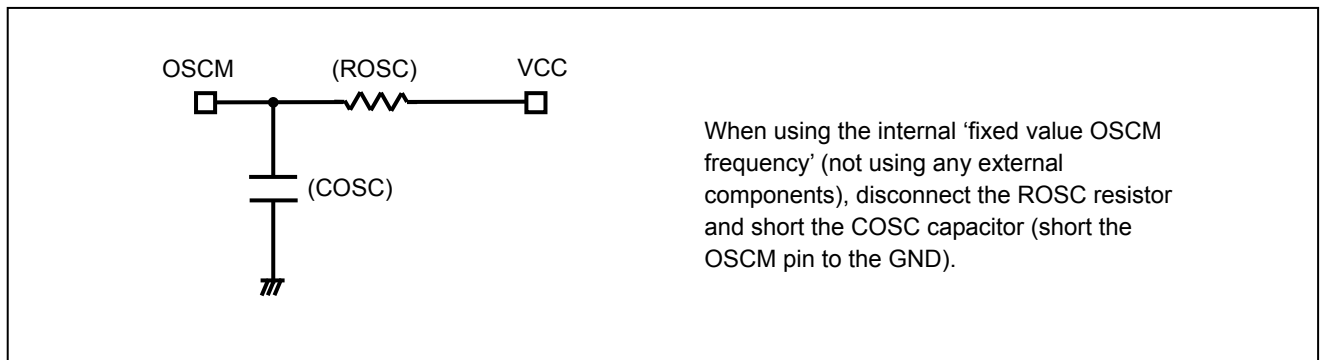 OSCM (ROSC) VCC
(COSC)
When using the internal ‘fixed value OSCM
frequency’ (not using any external
components), disconnect the ROSC resistor
and short the COSC capacitor (short the
OSCM pin to the GND).